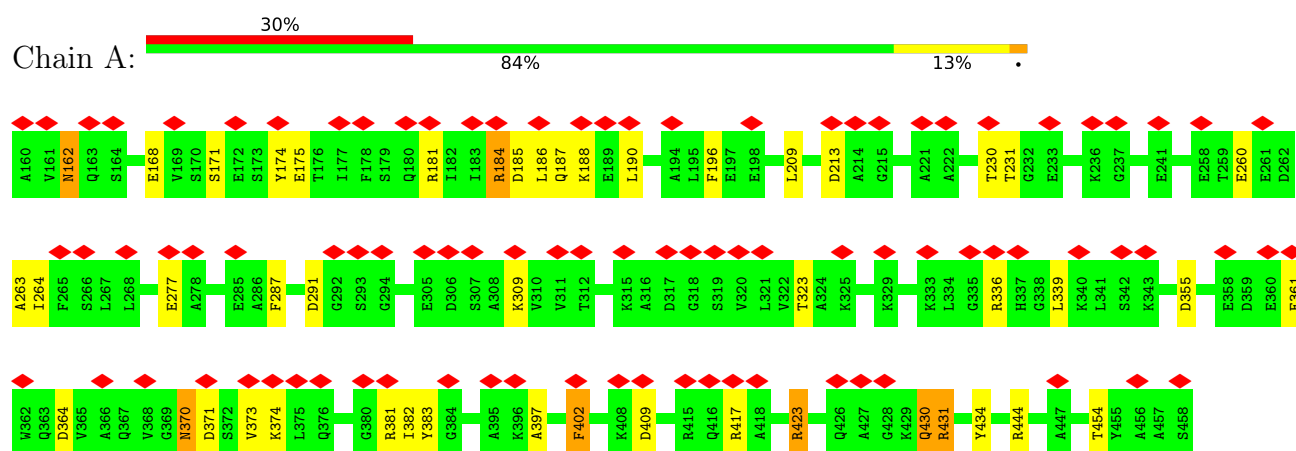 30%
Chain A:
84%
13%
•
A160 V161 N162 Q163 S164 E168 V169 S170 S171 E172 S173 Y174 E175 T176 I177 F178 S179 Q180 R181 I182 I183 R184 D185 L186 Q187 K188 E189 L190 A194 L195 F196 E197 E198 L209 D213 A214 G215 A221 A222 T230 T231 G232 E233 K236 G237 E241 E258 T259 E260 E261 D262
A263 I264 F265 S266 L267 L268 E277 A278 E285 A286 F287 D291 G292 S293 G294 E305 D306 S307 A308 K309 V310 V311 T312 K315 A316 D317 G318 S319 V320 L321 V322 T323 A324 K325 K329 K333 L334 G335 R336 H337 G338 L339 K340 L341 S342 K343 D355 E358 D359 E360 E361
W362 Q363 D364 V365 A366 Q367 V368 G369 N370 D371 S372 V373 K374 L375 Q376 G380 R381 I382 Y383 G384 A395 K396 A397 F402 K408 D409 R415 Q416 R417 A418 R423 Q426 A427 G428 K429 Q430 R431 Y434 R444 A447 T454 Y455 A456 A457 S458